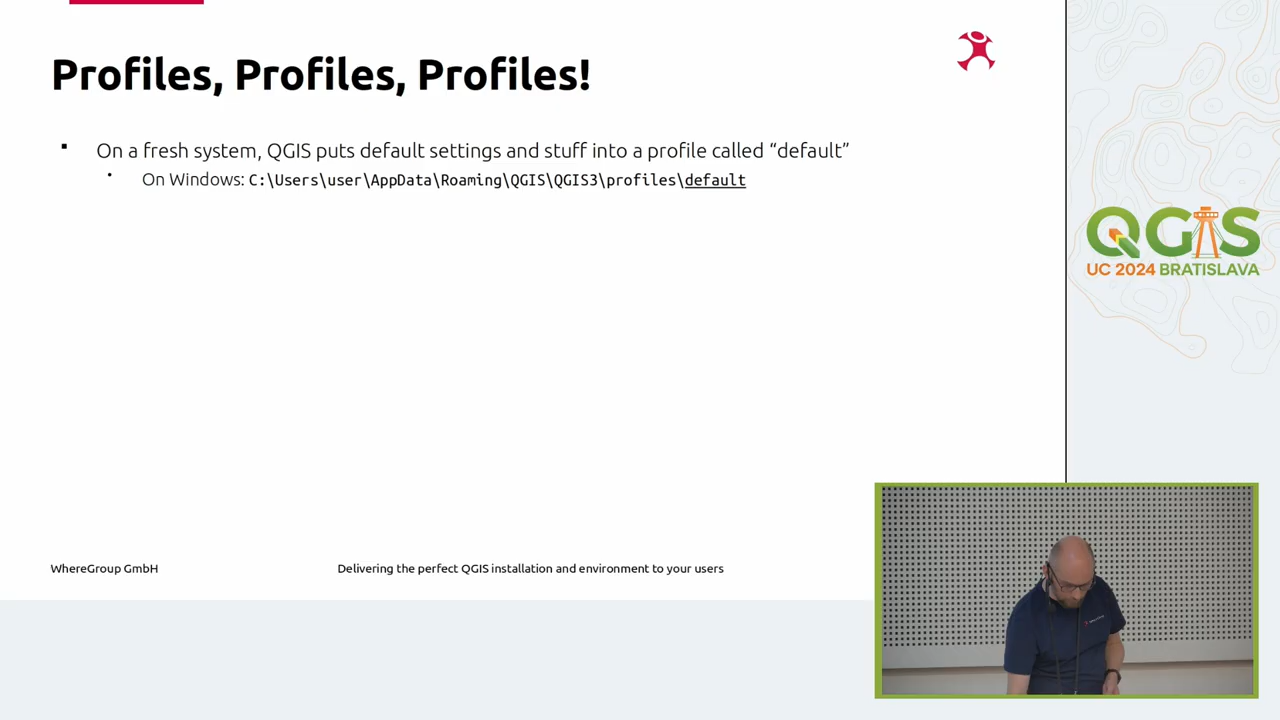 Profiles, Profiles, Profiles!
On a fresh system, QGIS puts default settings and stuff into a profile called “default”
On Windows: C:\Users\user\AppData\Roaming\QGIS\QGIS3\profiles\default
QGIS
UC 2024 BRATISLAVA
WhereGroup GmbH
Delivering the perfect QGIS installation and environment to your users